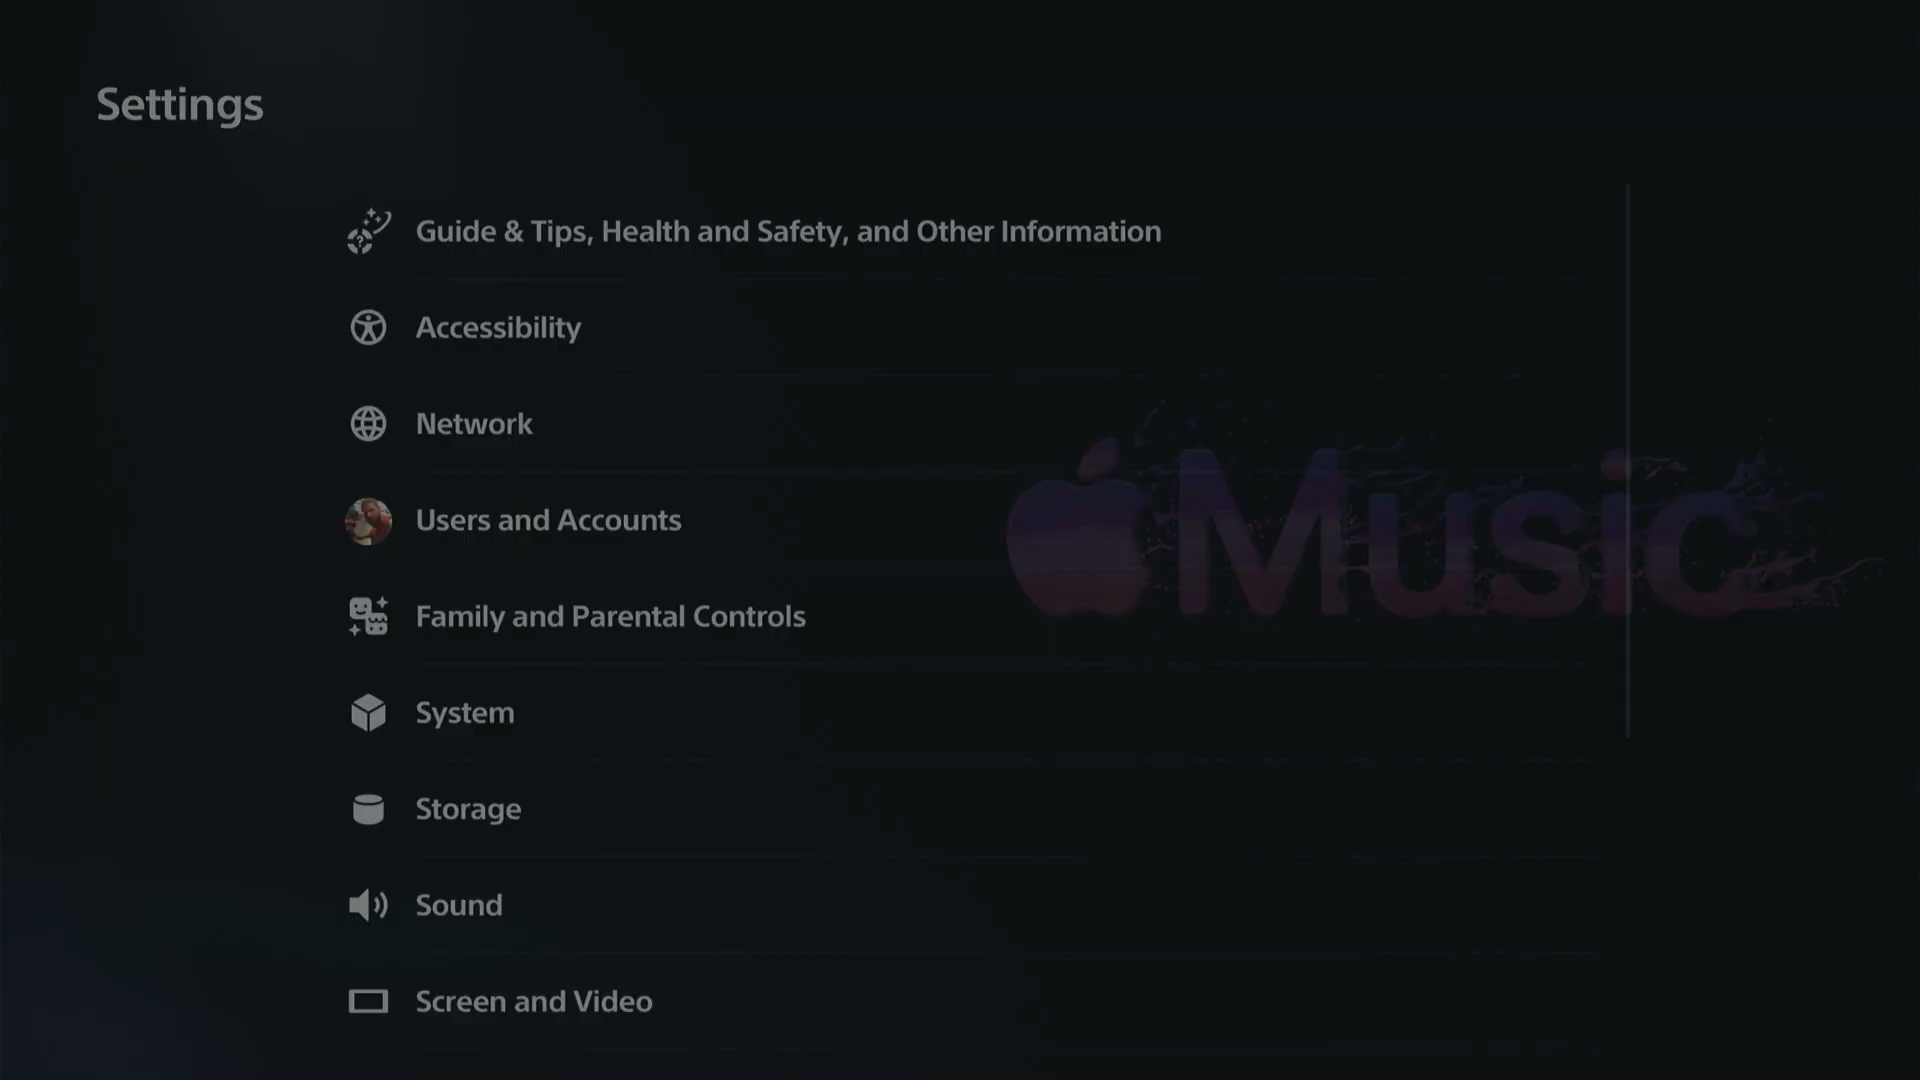 Settings
Guide & Tips, Health and Safety, and Other Information
Accessibility
Network
Users and Accounts
Music
Family and Parental Controls
System
Storage
Sound
Screen and Video